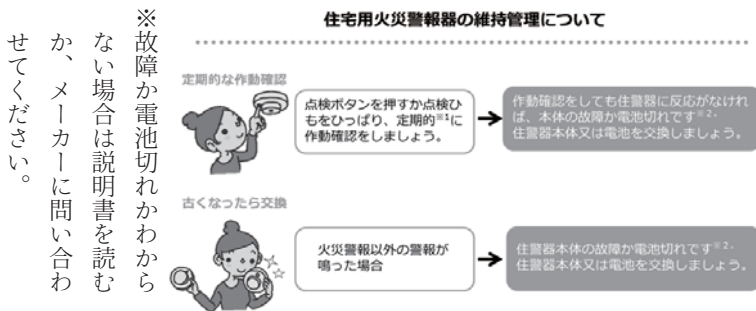 住宅用火災警報器の維持管理について
定期的な作動確認
点検ボタンを押すか点検ひ
もをひっぱり、定期的※1に
作動確認をしましょう。
作動確認をしても住警器に反応がなけれ
ば、本体の故障か電池切れです※2。
住警器本体又は電池を交換しましょう。
古くなったら交換
火災警報以外の警報が
鳴った場合
住警器本体の故障か電池切れです※2。
住警器本体又は電池を交換しましょう。
※故障か電池切れかわから
ない場合は説明書を読む
か、メーカーに問い合わ
せてください。